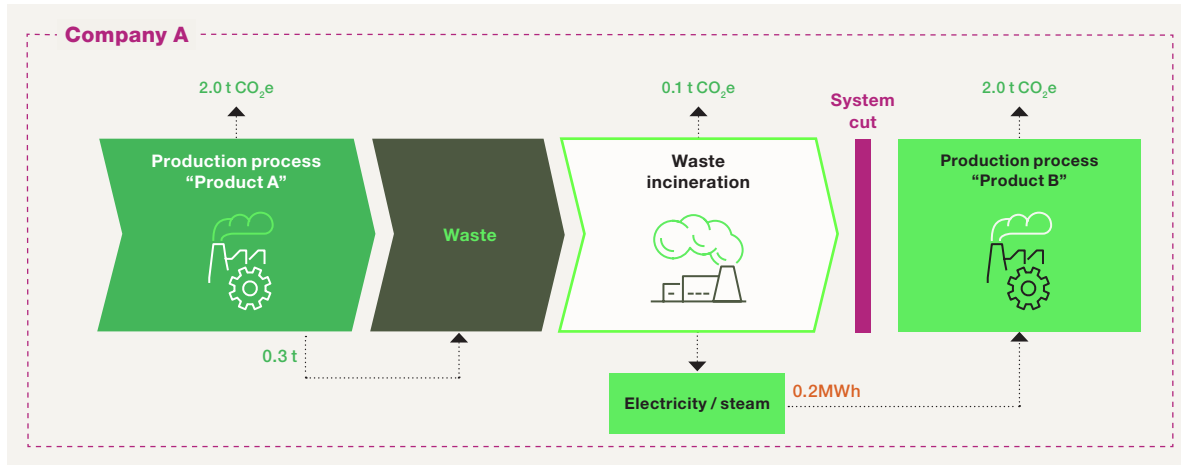 Company A
2.0 t CO₂e
0.1 t CO₂e
System
cut
2.0 t CO₂e
Production process
“Product A”
Waste
Waste
incineration
Production process
“Product B”
0.3 t
Electricity / steam
0.2MWh